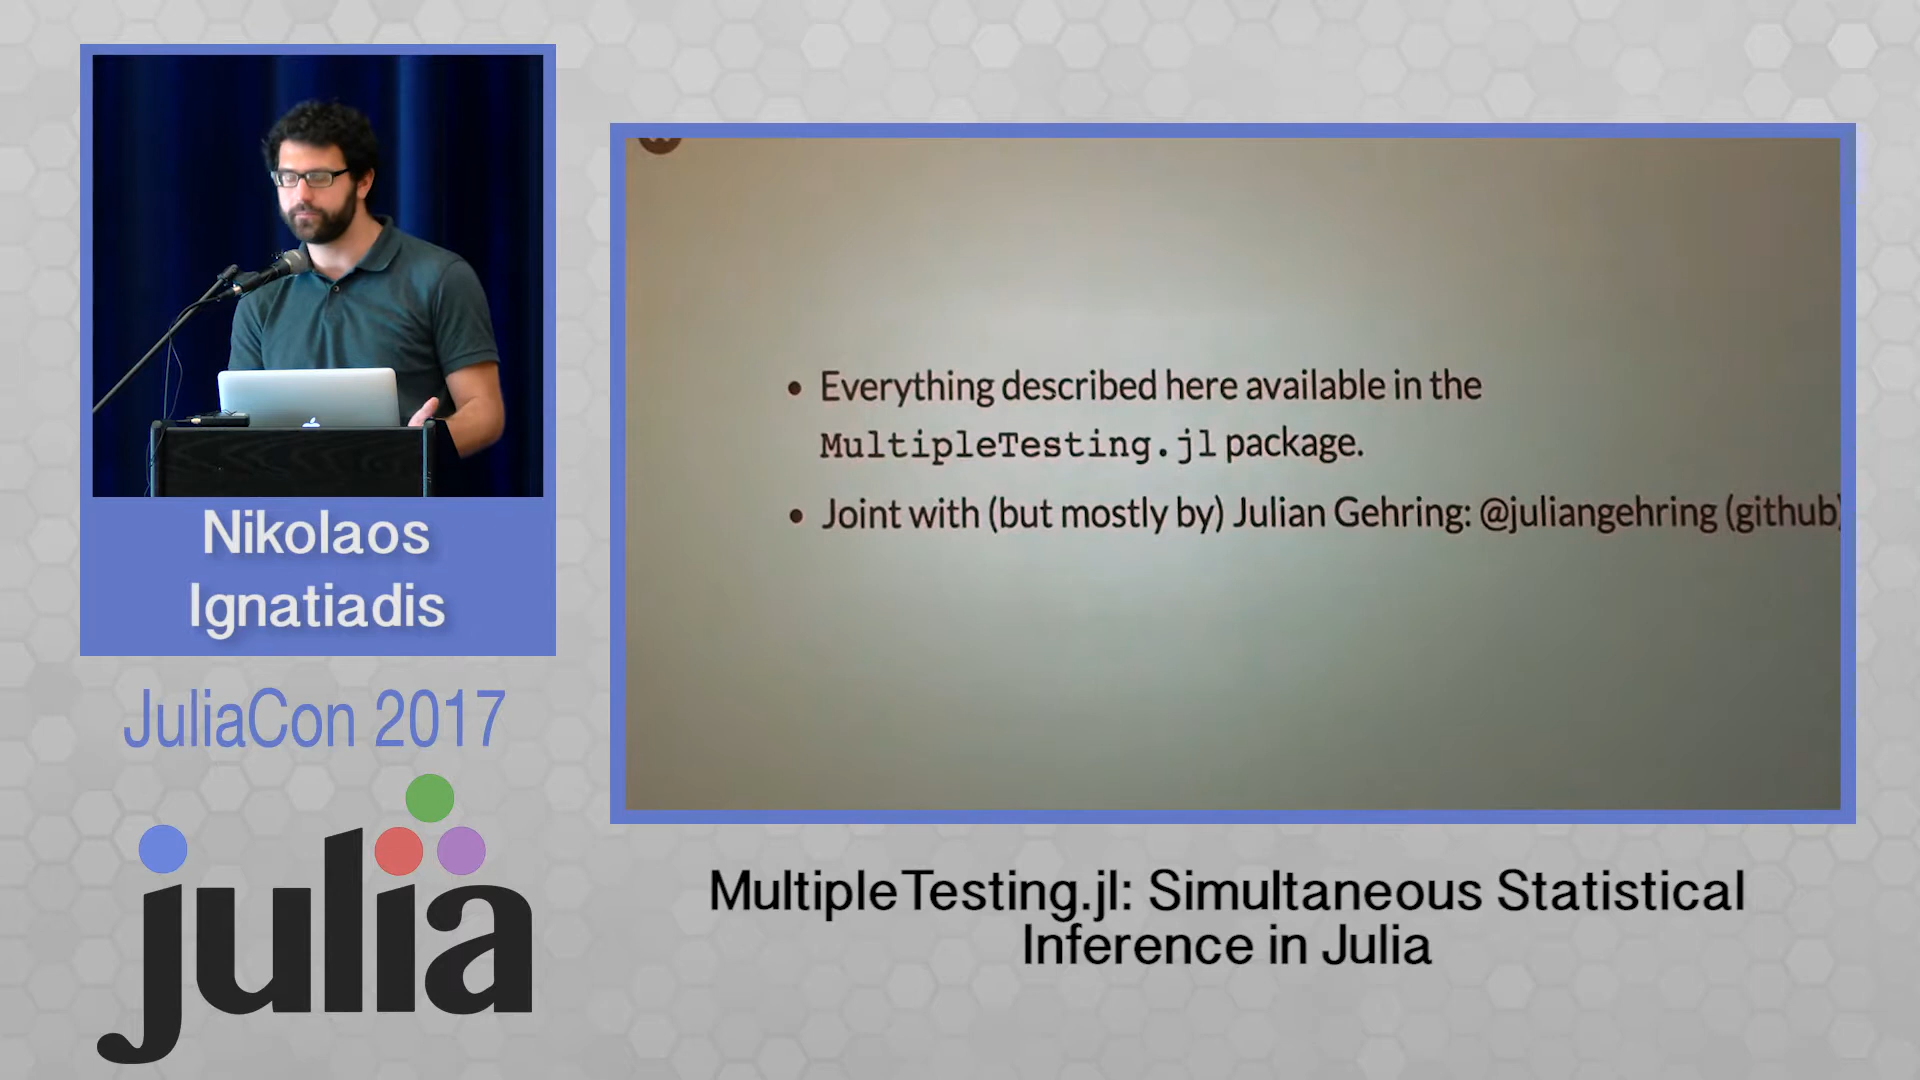 Nikolaos
Ignatiadis
JuliaCon 2017
julia
• Everything described here available in the
MultipleTesting.jl package.
• Joint with (but mostly by) Julian Gehring: @juliangehring (github)
MultipleTesting.jl: Simultaneous Statistical
Inference in Julia